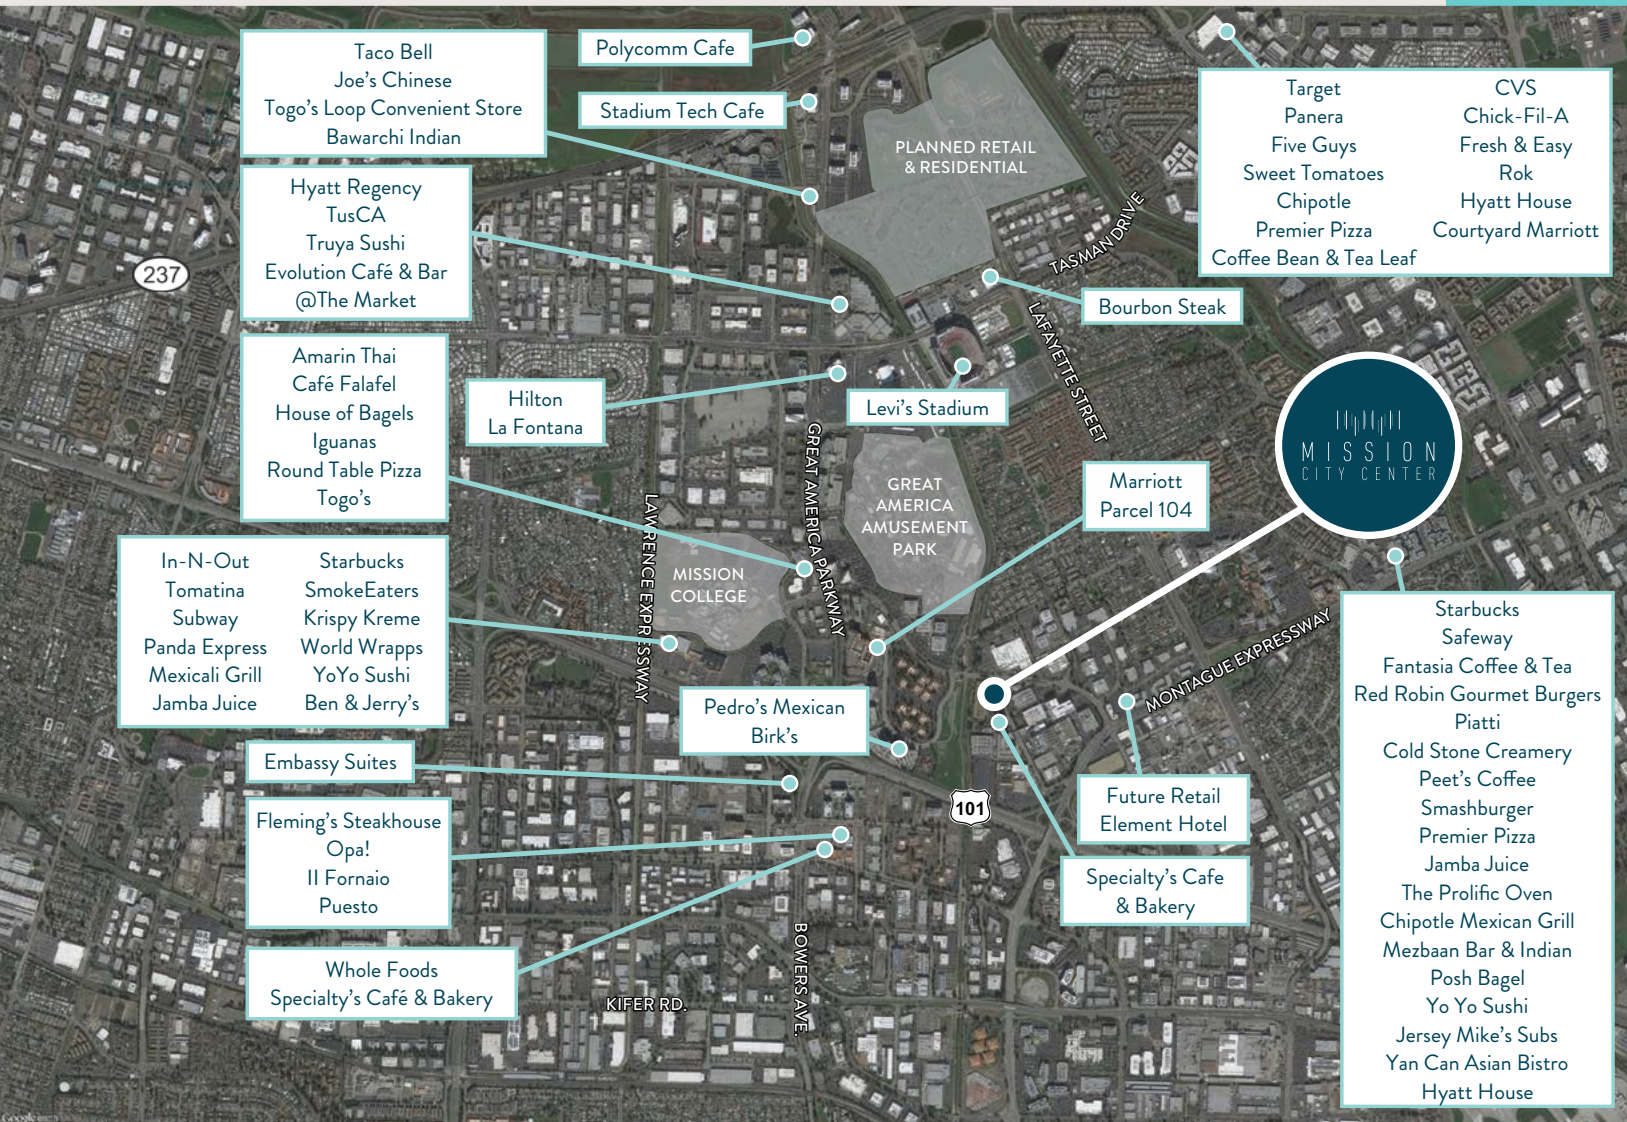 Taco Bell
Joe's Chinese
Togo's Loop Convenient Store
Bawarchi Indian
Polycomm Cafe
Stadium Tech Cafe
PLANNED RETAIL
& RESIDENTIAL
Target
Panera
Five Guys
Sweet Tomatoes
Chipotle
Premier Pizza
Coffee Bean & Tea Leaf
CVS
Chick-Fil-A
Fresh & Easy
Rok
Hyatt House
Courtyard Marriott
Hyatt Regency
TusCA
Truya Sushi
Evolution Café & Bar
@The Market
237
TASMAN DRIVE
Bourbon Steak
LAFAYETTE STREET
Amarin Thai
Café Falafel
House of Bagels
Iguanas
Round Table Pizza
Togo's
Hilton
La Fontana
Levi's Stadium
MISSION
CITY CENTER
GREAT AMERICA PARKWAY
GREAT
AMERICA
AMUSEMENT
PARK
Marriott
Parcel 104
LAWRENCE EXPRESSWAY
MISSION
COLLEGE
In-N-Out
Tomatina
Subway
Panda Express
Mexicali Grill
Jamba Juice
Starbucks
SmokeEaters
Krispy Kreme
World Wrapps
YoYo Sushi
Ben & Jerry's
MONTAGUE EXPRESSWAY
Pedro's Mexican
Birk's
Embassy Suites
101
Future Retail
Element Hotel
Fleming's Steakhouse
Opa!
Il Fornaio
Puesto
Specialty's Cafe
& Bakery
Whole Foods
Specialty's Café & Bakery
BOWERS AVE.
KIFER RD.
Starbucks
Safeway
Fantasia Coffee & Tea
Red Robin Gourmet Burgers
Piatti
Cold Stone Creamery
Peet's Coffee
Smashburger
Premier Pizza
Jamba Juice
The Prolific Oven
Chipotle Mexican Grill
Mezbaan Bar & Indian
Posh Bagel
Yo Yo Sushi
Jersey Mike's Subs
Yan Can Asian Bistro
Hyatt House
Google